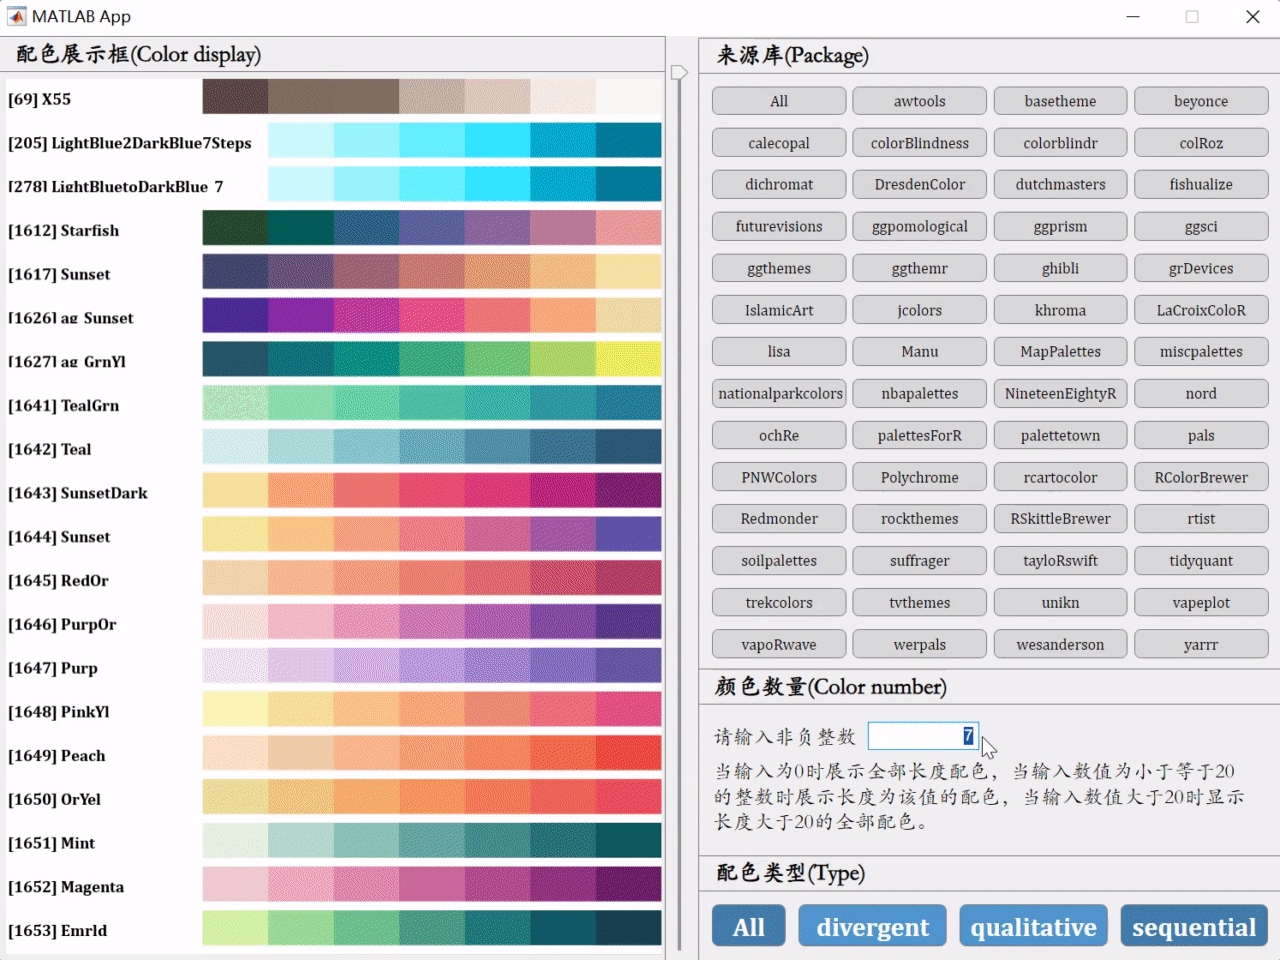 MATLAB App
配色展示框(Color display)
[69] X55
[205] LightBlue2DarkBlue7Steps
[278] LightBluetoDarkBlue_7
[1612] Starfish
[1617] Sunset
[1626] ag_Sunset
[1627] ag_GrnYl
[1641] TealGrn
[1642] Teal
[1643] SunsetDark
[1644] Sunset
[1645] RedOr
[1646] PurpOr
[1647] Purp
[1648] PinkYl
[1649] Peach
[1650] OrYel
[1651] Mint
[1652] Magenta
[1653] Emrld
来源库(Package)
All awtools basetheme beyonce
calecopal colorBlindness colorblindr colRoz
dichromat DresdenColor dutchmasters fishualize
futurevisions ggpomological ggprism ggsci
ggthemes ggthemr ghibli grDevices
IslamicArt jcolors khroma LaCroixColoR
lisa Manu MapPalettes miscpalettes
nationalparkcolors nbapalettes NineteenEightyR nord
ochRe palettesForR palettetown pals
PNWColors Polychrome rcartocolor RColorBrewer
Redmonder rockthemes RSkittleBrewer rtist
soilpalettes suffrager tayloRswift tidyquant
trekcolors tvthemes unikn vapeplot
vapoRwave werpals wesanderson yarrr
颜色数量(Color number)
请输入非负整数 7
当输入为0时展示全部长度配色，当输入数值为小于等于20
的整数时展示长度为该值的配色，当输入数值大于20时显示
长度大于20的全部配色。
配色类型(Type)
All divergent qualitative sequential